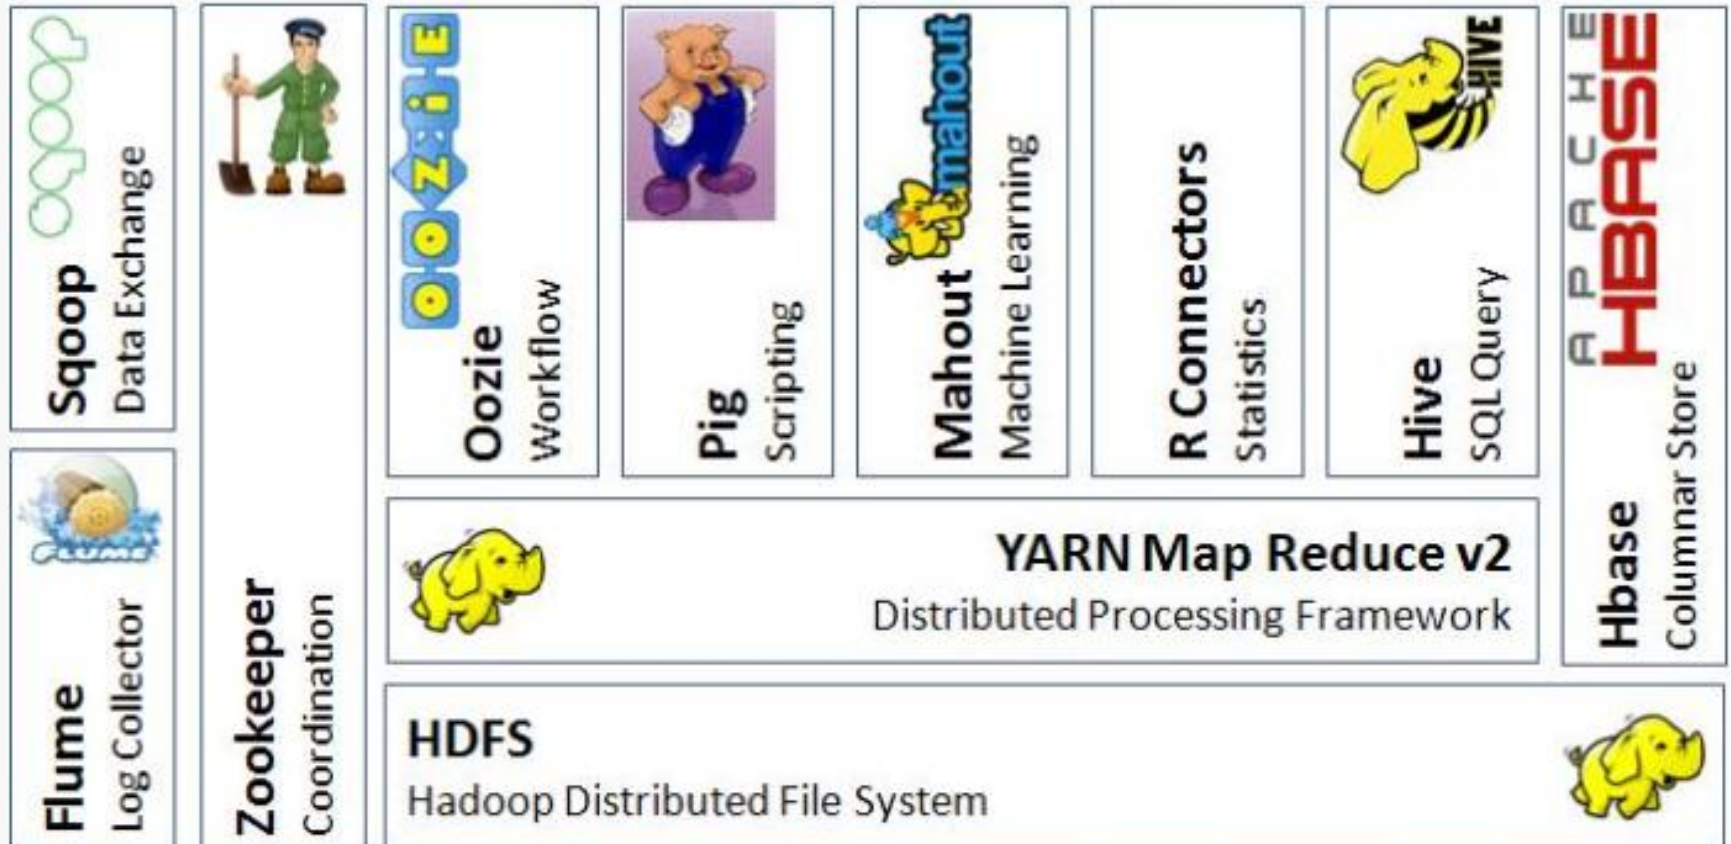 sqoop
Sqoop
Data Exchange
FLUME
Flume
Log Collector
Zookeeper
Coordination
OOZiE
Oozie
Workflow
Pig
Scripting
mahout
Mahout
Machine Learning
R Connectors
Statistics
HIVE
Hive
SQL Query
APACHE
HBASE
Hbase
Columnar Store
YARN Map Reduce v2
Distributed Processing Framework
HDFS
Hadoop Distributed File System